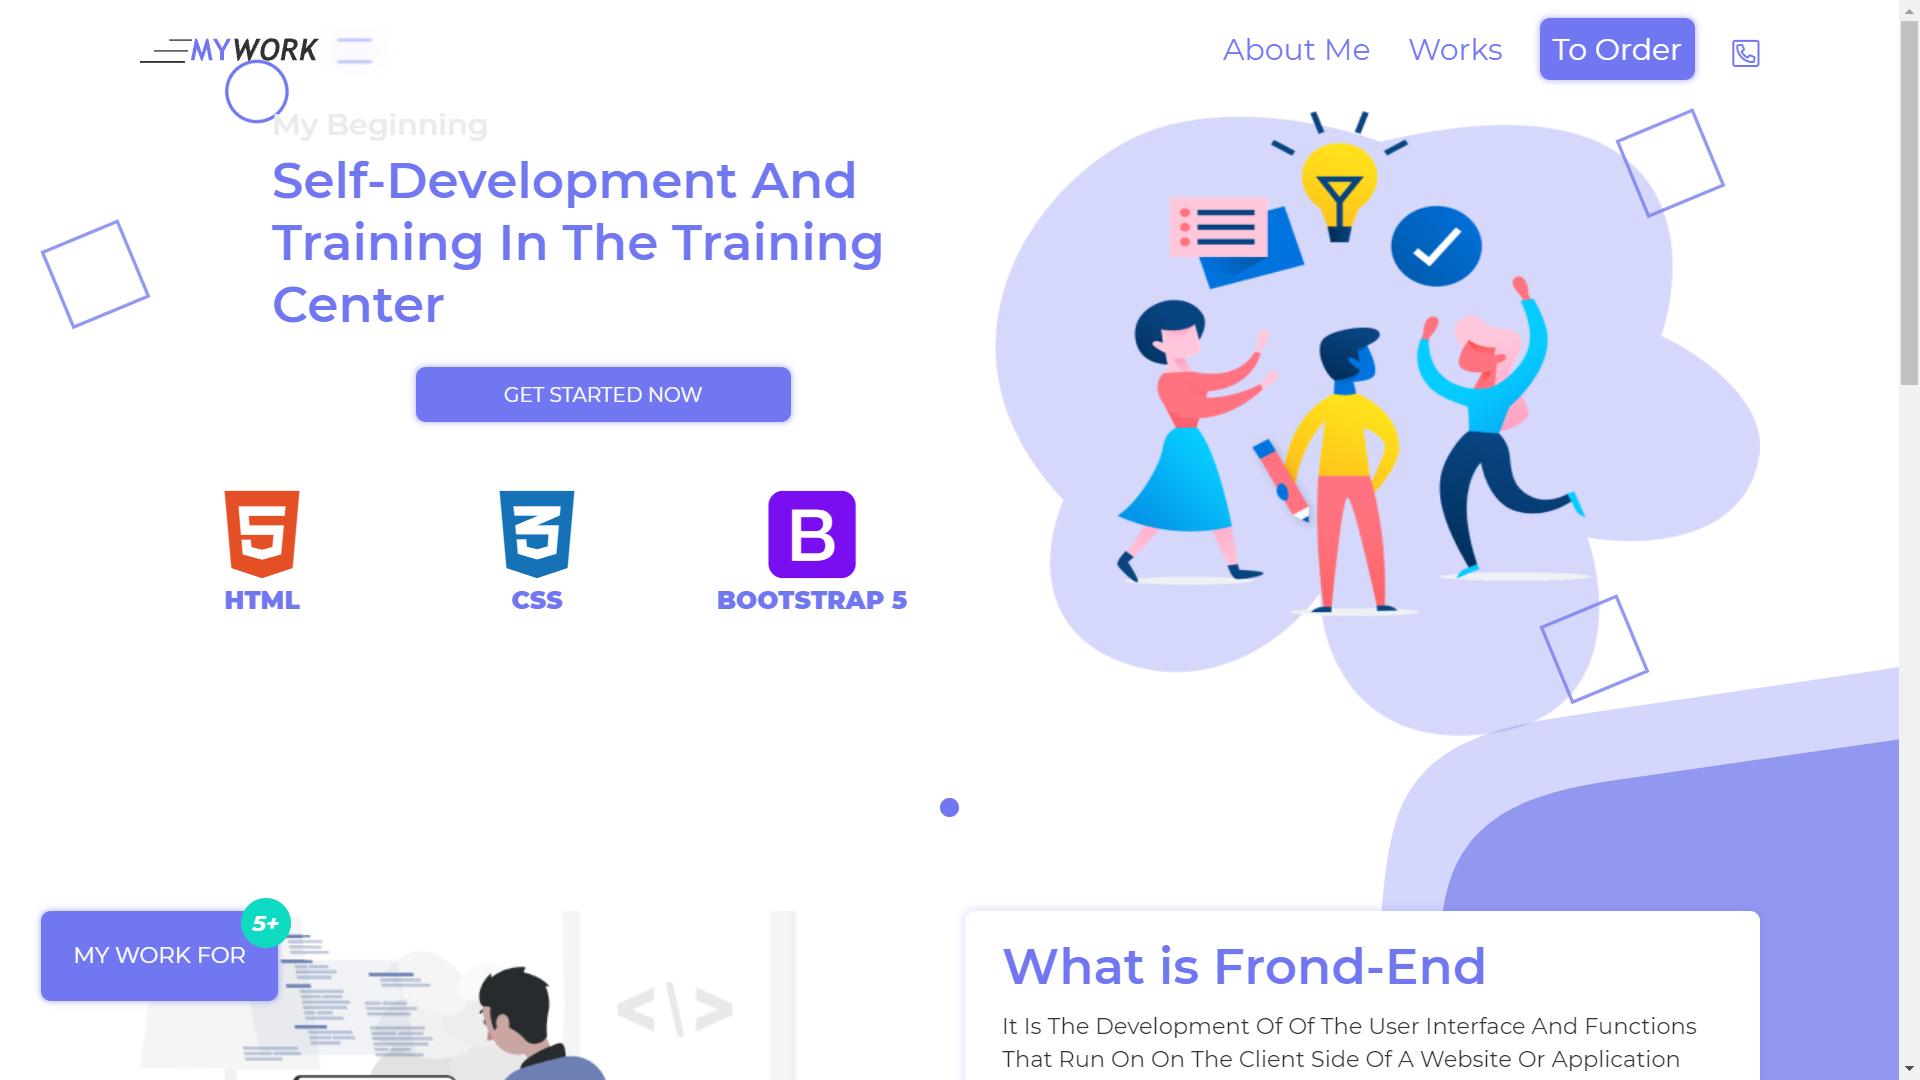 MYWORK
About Me
Works
To Order
My Beginning
Self-Development And
Training In The Training
Center
GET STARTED NOW
HTML
CSS
BOOTSTRAP 5
5+
MY WORK FOR
</>
What is Frond-End
It Is The Development Of Of The User Interface And Functions
That Run On On The Client Side Of A Website Or Application